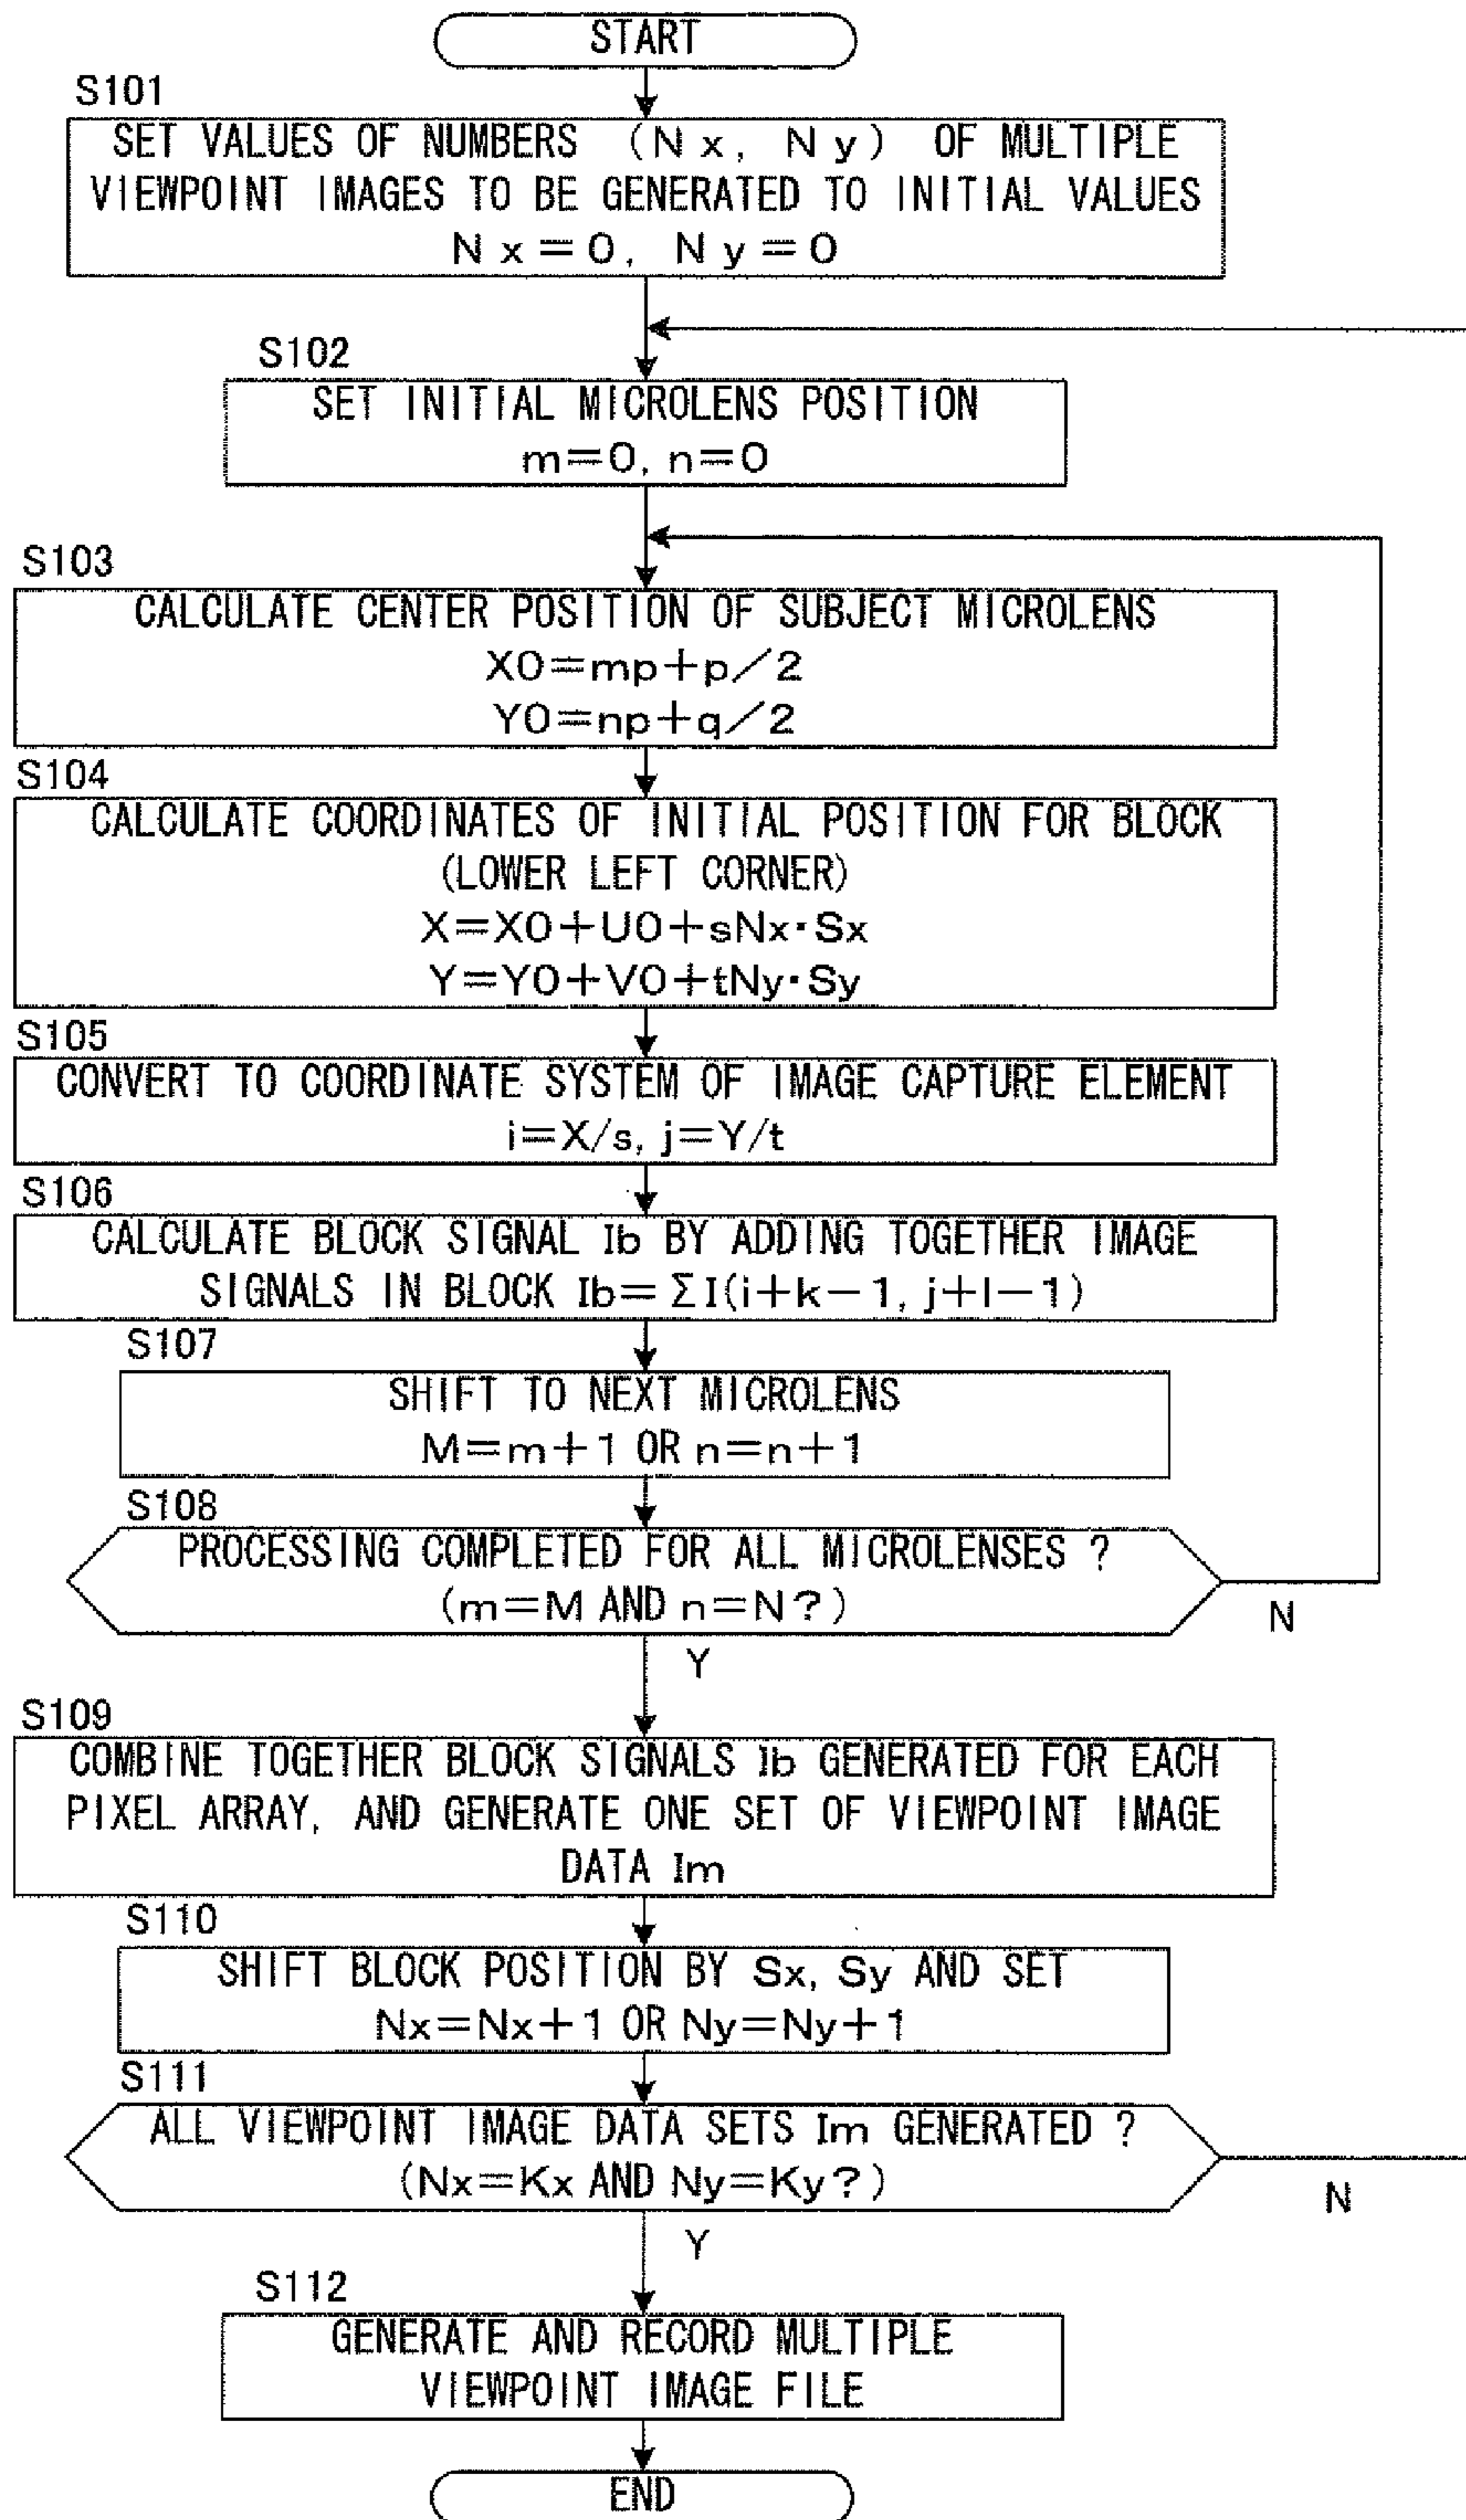 START
S101
SET VALUES OF NUMBERS (Nx, Ny) OF MULTIPLE
VIEWPOINT IMAGES TO BE GENERATED TO INITIAL VALUES
Nx=0, Ny=0
S102
SET INITIAL MICROLENS POSITION
m=0, n=0
S103
CALCULATE CENTER POSITION OF SUBJECT MICROLENS
X0=mp+p/2
Y0=np+q/2
S104
CALCULATE COORDINATES OF INITIAL POSITION FOR BLOCK
(LOWER LEFT CORNER)
X=X0+U0+sNx·Sx
Y=Y0+V0+tNy·Sy
S105
CONVERT TO COORDINATE SYSTEM OF IMAGE CAPTURE ELEMENT
i=X/s, j=Y/t
S106
CALCULATE BLOCK SIGNAL Ib BY ADDING TOGETHER IMAGE
SIGNALS IN BLOCK Ib=ΣI(i+k-1, j+l-1)
S107
SHIFT TO NEXT MICROLENS
M=m+1 OR n=n+1
S108
PROCESSING COMPLETED FOR ALL MICROLENSES ?
(m=M AND n=N?)
N
Y
S109
COMBINE TOGETHER BLOCK SIGNALS Ib GENERATED FOR EACH
PIXEL ARRAY, AND GENERATE ONE SET OF VIEWPOINT IMAGE
DATA Im
S110
SHIFT BLOCK POSITION BY Sx, Sy AND SET
Nx=Nx+1 OR Ny=Ny+1
S111
ALL VIEWPOINT IMAGE DATA SETS Im GENERATED ?
(Nx=Kx AND Ny=Ky?)
N
Y
S112
GENERATE AND RECORD MULTIPLE
VIEWPOINT IMAGE FILE
END